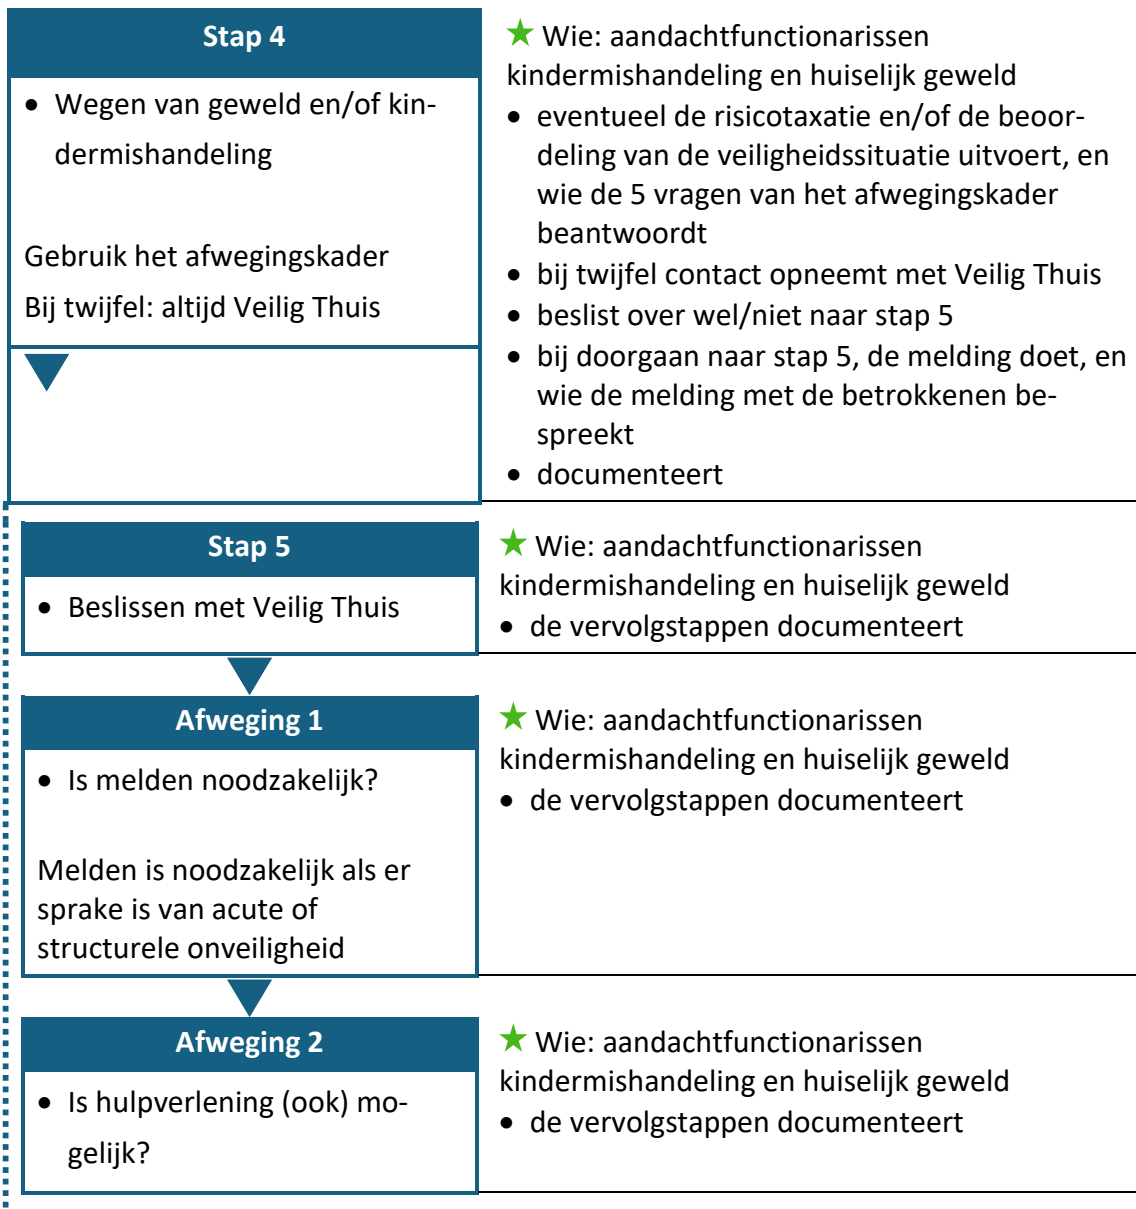 Stap 4
• Wegen van geweld en/of kin-
dermishandeling
Gebruik het afwegingskader
Bij twijfel: altijd Veilig Thuis
★ Wie: aandachtfunctionarissen
kindermishandeling en huiselijk geweld
• eventueel de risicotaxatie en/of de beoor-
deling van de veiligheidssituatie uitvoert, en
wie de 5 vragen van het afwegingskader
beantwoordt
• bij twijfel contact opneemt met Veilig Thuis
• beslist over wel/niet naar stap 5
• bij doorgaan naar stap 5, de melding doet, en
wie de melding met de betrokkenen be-
spreekt
• documenteert
Stap 5
• Beslissen met Veilig Thuis
★ Wie: aandachtfunctionarissen
kindermishandeling en huiselijk geweld
• de vervolgstappen documenteert
Afweging 1
• Is melden noodzakelijk?
Melden is noodzakelijk als er
sprake is van acute of
structurele onveiligheid
★ Wie: aandachtfunctionarissen
kindermishandeling en huiselijk geweld
• de vervolgstappen documenteert
Afweging 2
• Is hulpverlening (ook) mo-
gelijk?
★ Wie: aandachtfunctionarissen
kindermishandeling en huiselijk geweld
• de vervolgstappen documenteert